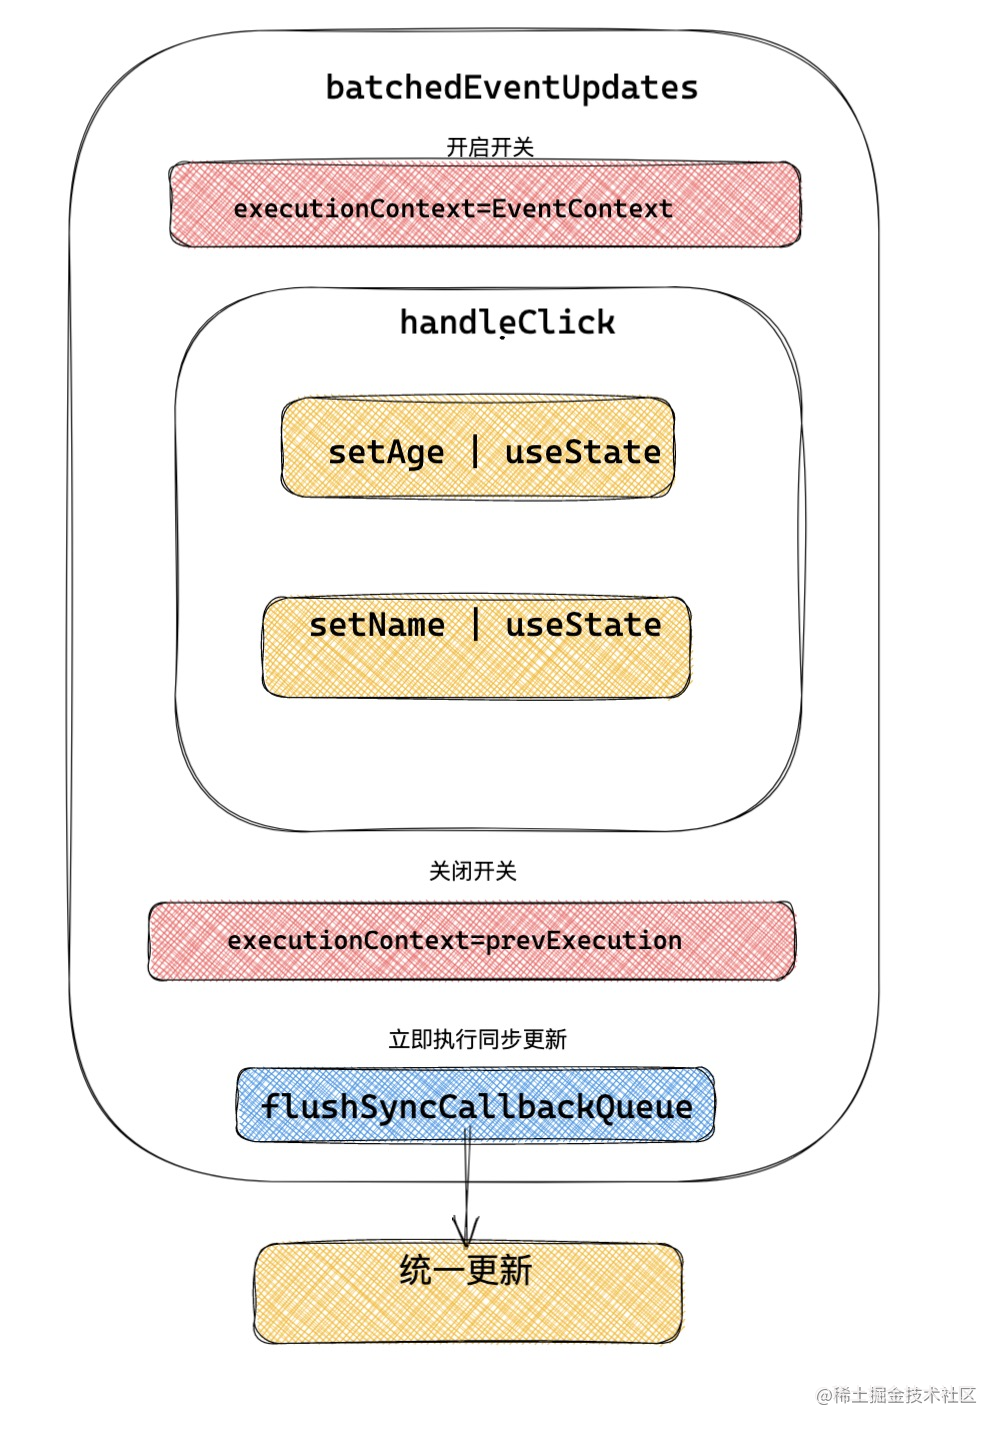 batchedEventUpdates
开启开关
executionContext=EventContext
handleClick
setAge | useState
setName | useState
关闭开关
executionContext=prevExecution
立即执行同步更新
flushSyncCallbackQueue
统一更新
@稀土掘金技术社区